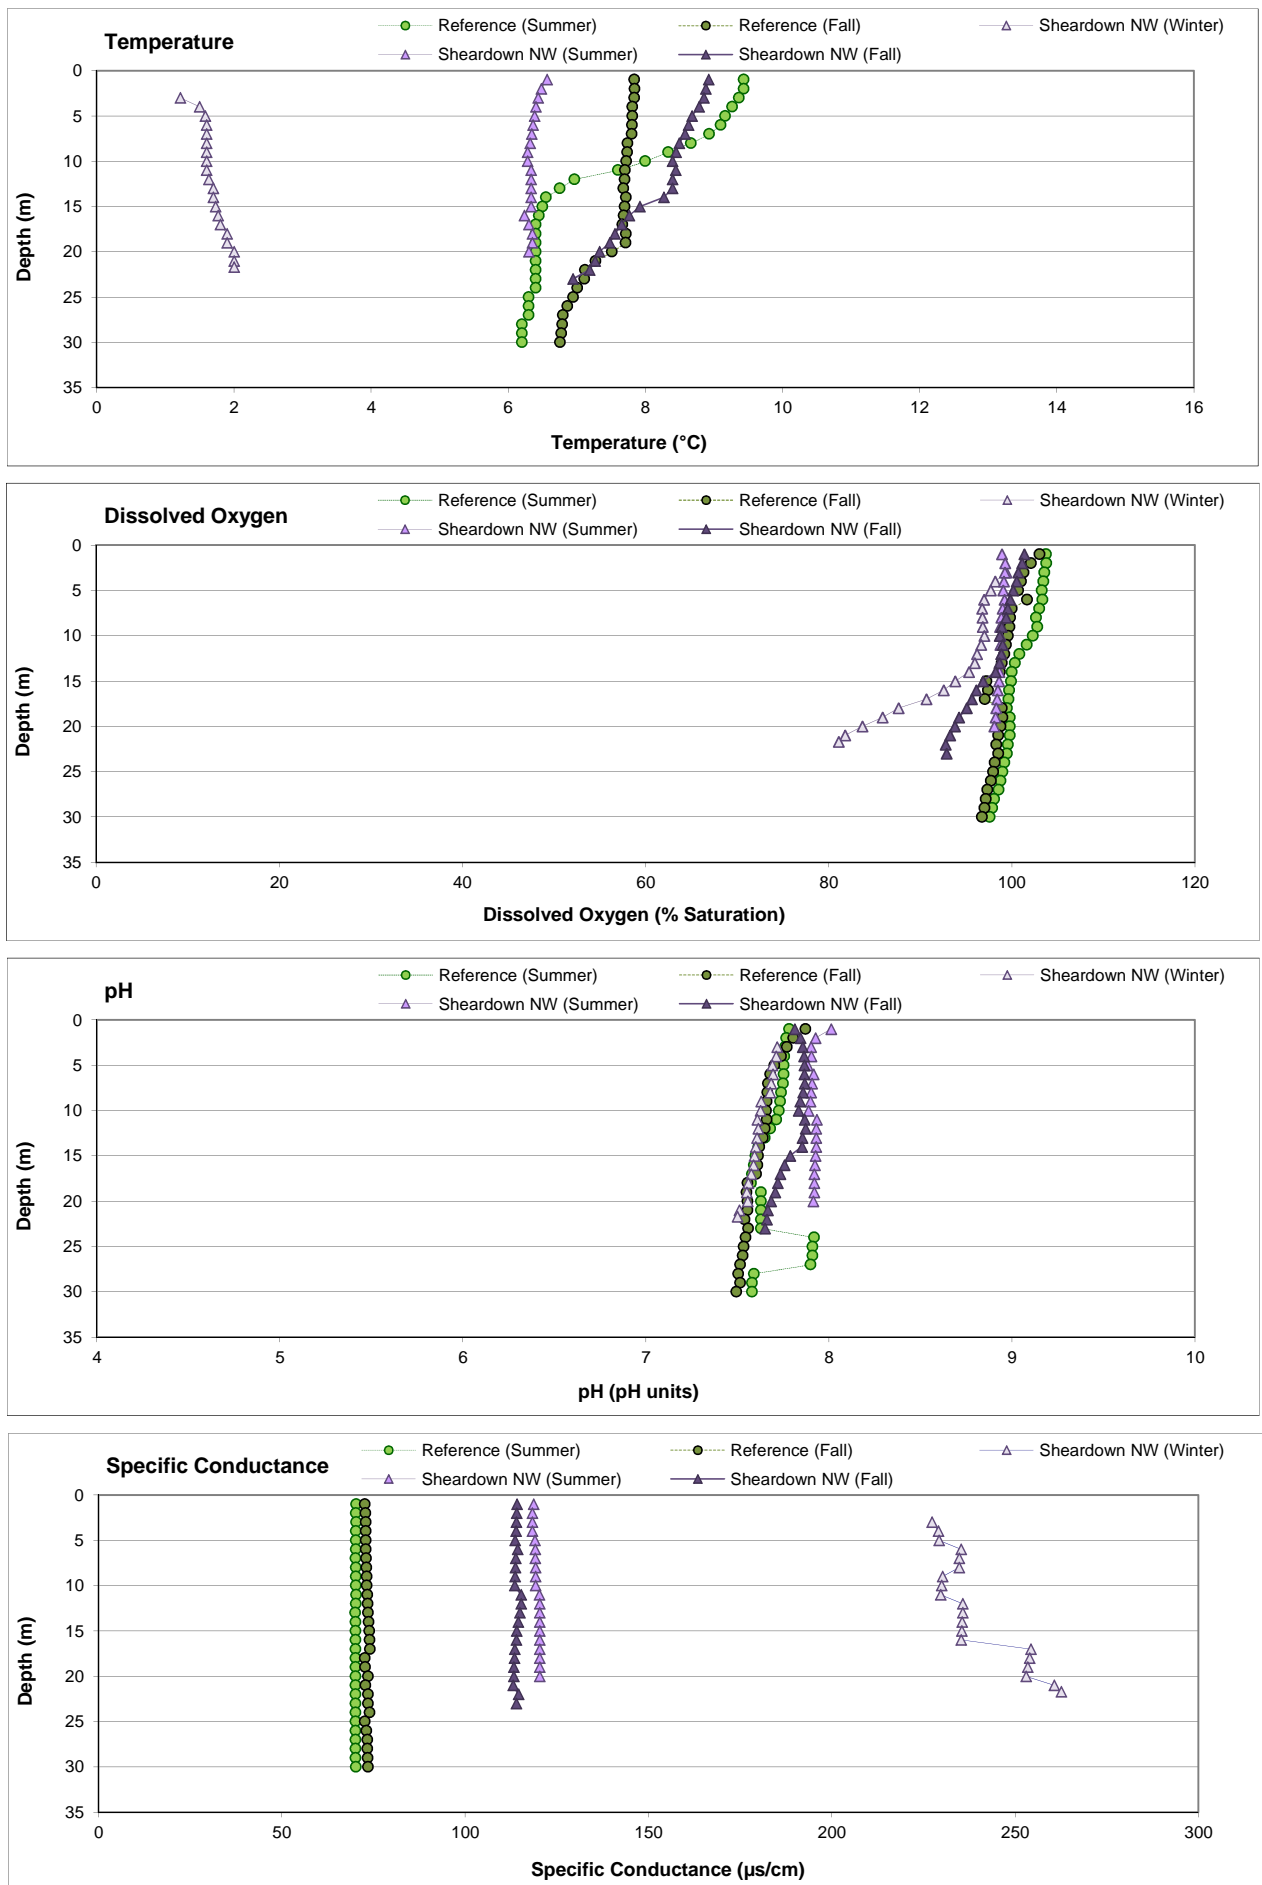 Temperature
Reference (Summer)
Reference (Fall)
Sheardown NW (Winter)
Sheardown NW (Summer)
Sheardown NW (Fall)
Depth (m)
0
5
10
15
20
25
30
35
0 2 4 6 8 10 12 14 16
Temperature (°C)
Dissolved Oxygen
Reference (Summer)
Reference (Fall)
Sheardown NW (Winter)
Sheardown NW (Summer)
Sheardown NW (Fall)
Depth (m)
0
5
10
15
20
25
30
35
0 20 40 60 80 100 120
Dissolved Oxygen (% Saturation)
pH
Reference (Summer)
Reference (Fall)
Sheardown NW (Winter)
Sheardown NW (Summer)
Sheardown NW (Fall)
Depth (m)
0
5
10
15
20
25
30
35
4 5 6 7 8 9 10
pH (pH units)
Specific Conductance
Reference (Summer)
Reference (Fall)
Sheardown NW (Winter)
Sheardown NW (Summer)
Sheardown NW (Fall)
Depth (m)
0
5
10
15
20
25
30
35
0 50 100 150 200 250 300
Specific Conductance (µs/cm)